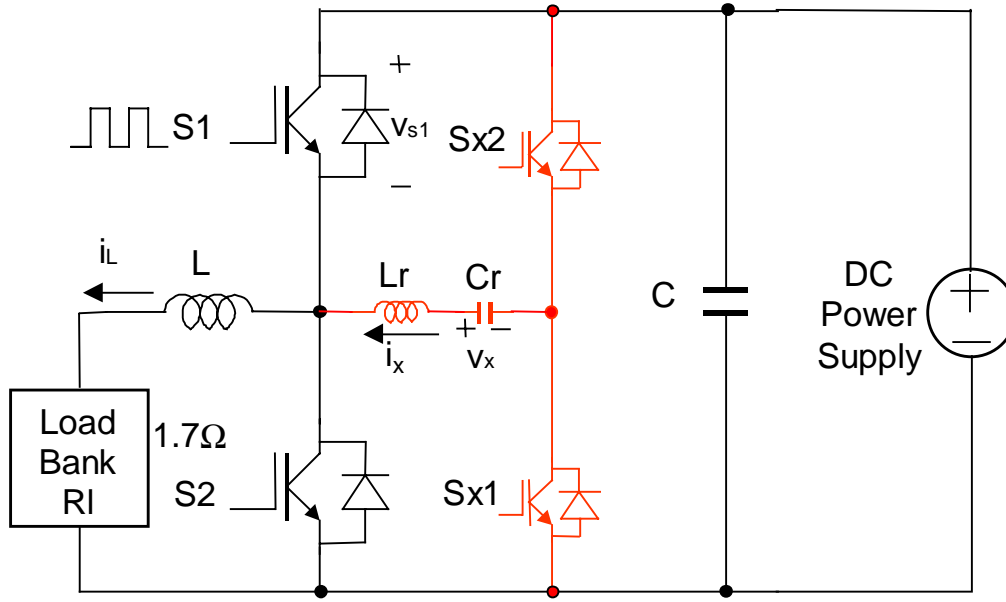 +
S1
vs1
Sx2
−
iL
L
Lr
Cr
C
DC
Power
Supply
+
−
+
−
ix
vx
Load
Bank
Rl
1.7Ω
S2
Sx1